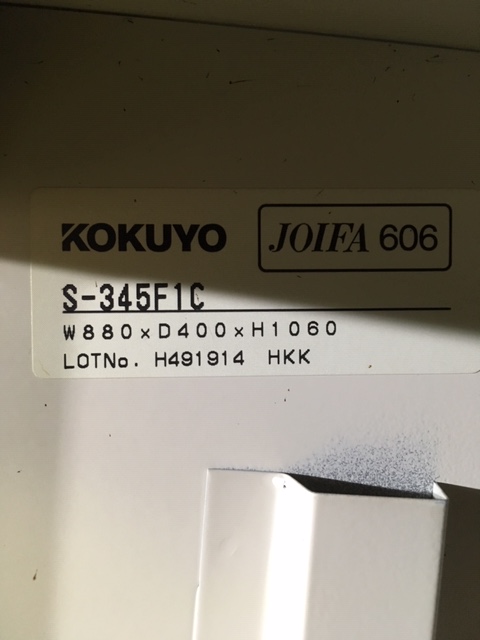 KOKUYO JOIFA 606
S-345F1C
W880×D400×H1060
LOTNo. H491914 HKK